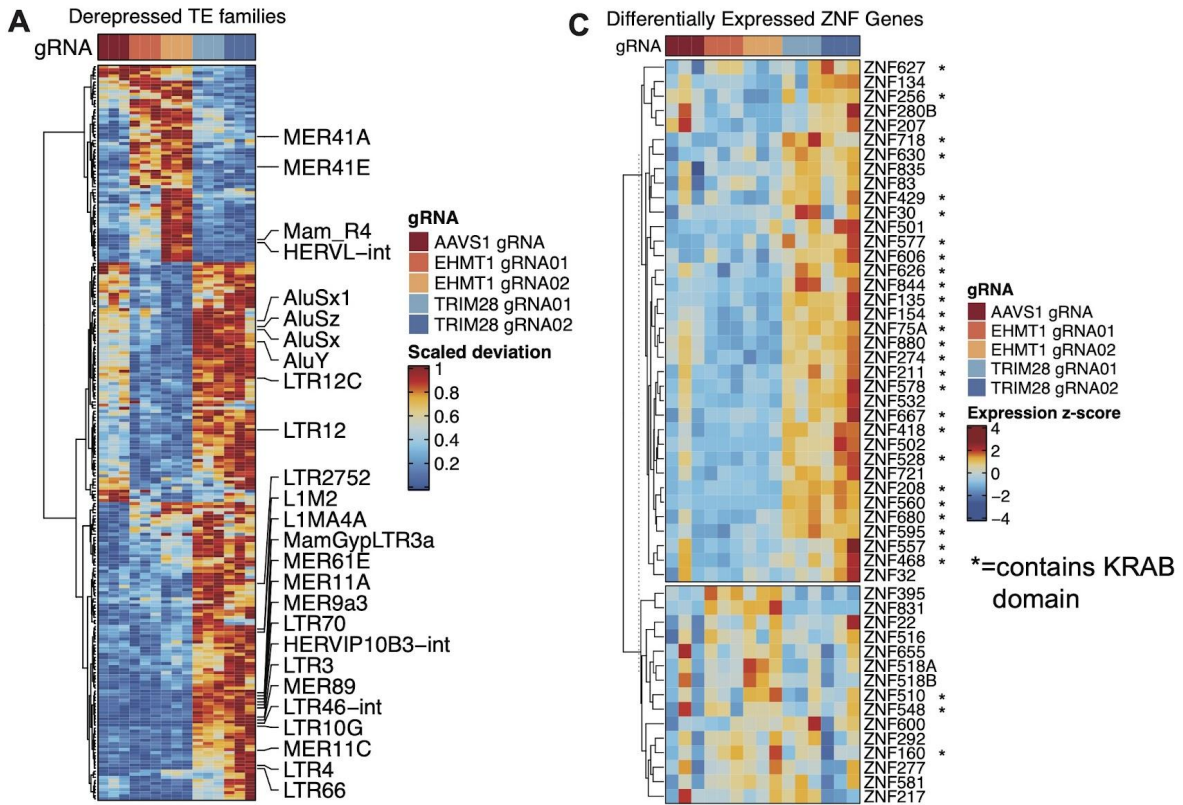 A
Derepressed TE families
gRNA
MER41A
MER41E
Mam_R4
HERVL-int
AluSx1
AluSz
AluSx
AluY
LTR12C
LTR12
LTR2752
L1M2
L1MA4A
MamGypLTR3a
MER61E
MER11A
MER9a3
LTR70
HERVIP10B3-int
LTR3
MER89
LTR46-int
LTR10G
MER11C
LTR4
LTR66
gRNA
AAVS1 gRNA
EHMT1 gRNA01
EHMT1 gRNA02
TRIM28 gRNA01
TRIM28 gRNA02
Scaled deviation
1
0.8
0.6
0.4
0.2
C
Differentially Expressed ZNF Genes
gRNA
ZNF627 *
ZNF134
ZNF256 *
ZNF280B
ZNF207
ZNF718 *
ZNF630 *
ZNF835
ZNF83
ZNF429 *
ZNF30 *
ZNF501
ZNF577 *
ZNF606 *
ZNF626 *
ZNF844 *
ZNF135 *
ZNF154 *
ZNF75A *
ZNF880 *
ZNF274 *
ZNF211 *
ZNF578 *
ZNF532
ZNF667 *
ZNF418 *
ZNF502
ZNF528 *
ZNF721
ZNF208 *
ZNF560 *
ZNF680 *
ZNF595 *
ZNF557 *
ZNF468 *
ZNF32
ZNF395
ZNF831
ZNF22
ZNF516
ZNF655
ZNF518A
ZNF518B
ZNF510 *
ZNF548 *
ZNF600
ZNF292
ZNF160 *
ZNF277
ZNF581
ZNF217
gRNA
AAVS1 gRNA
EHMT1 gRNA01
EHMT1 gRNA02
TRIM28 gRNA01
TRIM28 gRNA02
Expression z-score
4
2
0
−2
−4
*=contains KRAB
domain